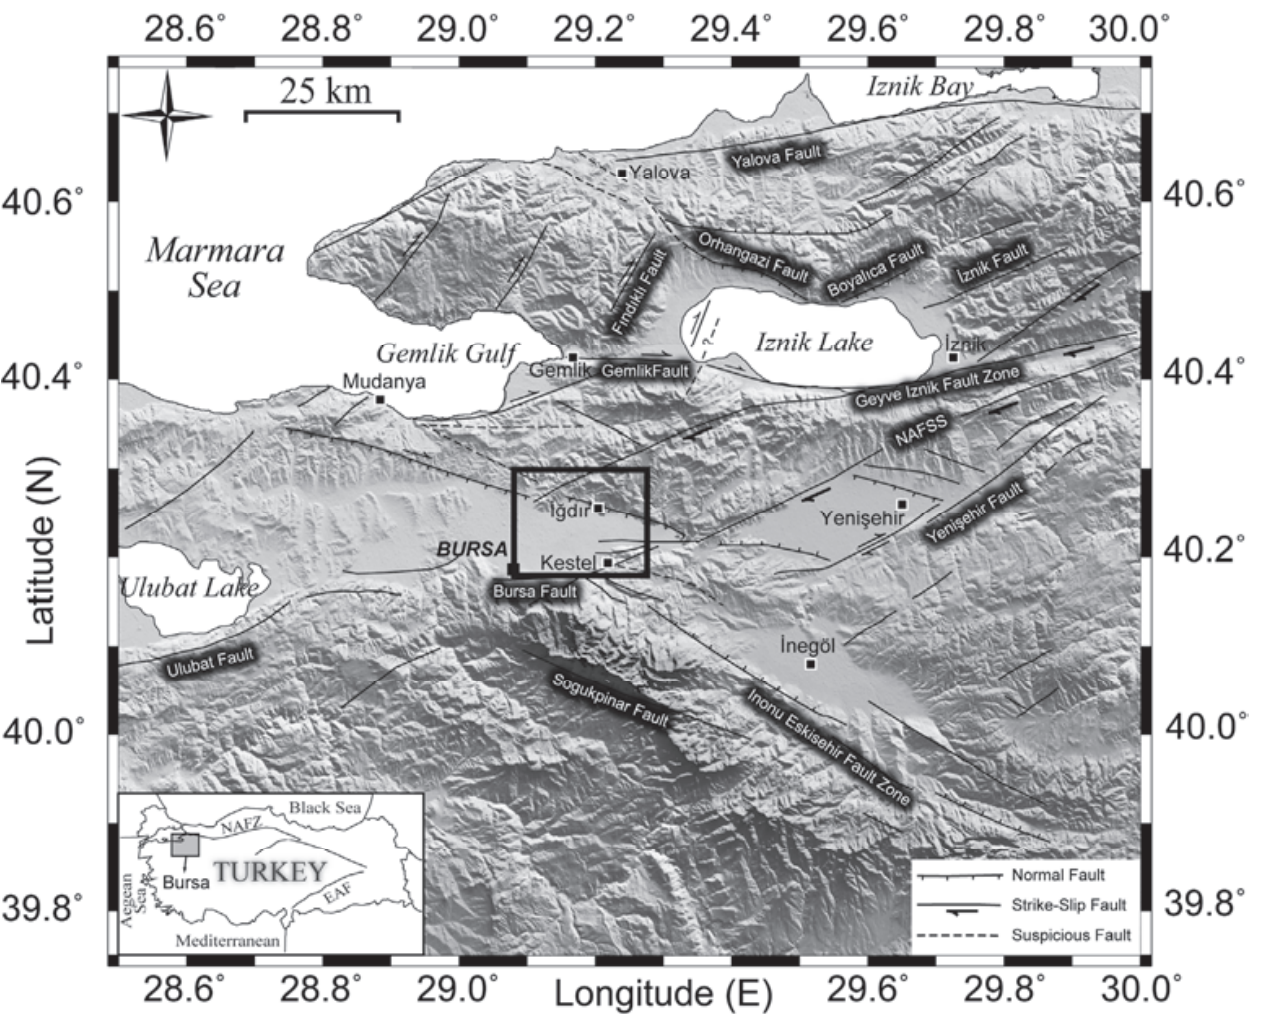 28.6° 28.8° 29.0° 29.2° 29.4° 29.6° 29.8° 30.0°
Iznik Bay
25 km
Yalova Fault
Yalova
40.6° 40.6°
Marmara
Sea
Orhangazi Fault
Boyalıca Fault
İznik Fault
Fındıklı Fault
Iznik Lake
İznik
Gemlik Gulf
Gemlik
GemlikFault
?
40.4° 40.4°
Mudanya
Geyve Iznik Fault Zone
NAFSS
Iğdır
Yenişehir
Yenişehir Fault
BURSA
Kestel
40.2° 40.2°
Latitude (N)
Ulubat Lake
Bursa Fault
Ulubat Fault
İnegöl
Sogukpinar Fault
Inonu Eskisehir Fault Zone
40.0° 40.0°
Black Sea
NAFZ
TURKEY
Bursa
EAF
Aegean
Sea
Mediterranean
Normal Fault
Strike-Slip Fault
Suspicious Fault
39.8° 39.8°
28.6° 28.8° 29.0° Longitude (E) 29.6° 29.8° 30.0°